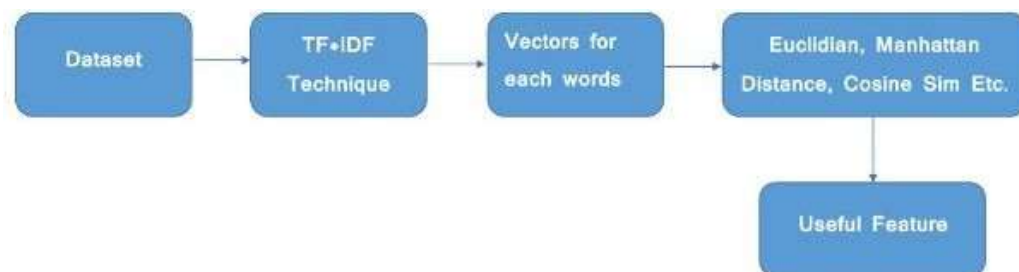 Dataset
TF*IDF
Technique
Vectors for
each words
Euclidian, Manhattan
Distance, Cosine Sim Etc.
Useful Feature